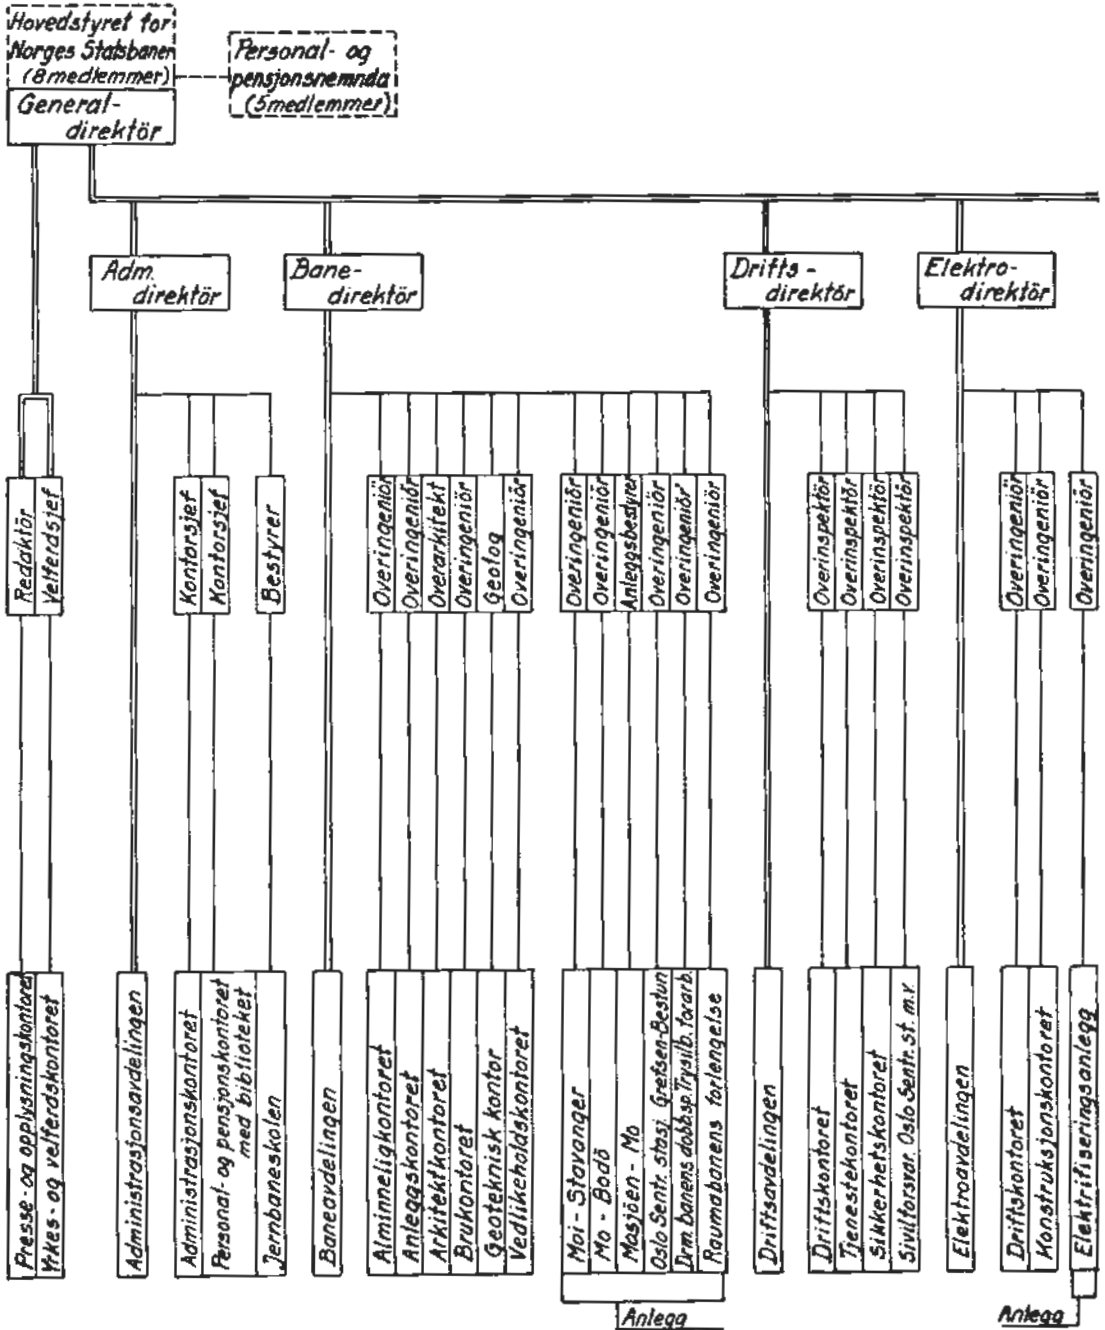 Hovedstyret for
Norges Statsbaner
(8 medlemmer)
Personal- og
pensjonsnemnda
(5 medlemmer)
General-
direktör
Adm.
direktör
Bane-
direktör
Drifts-
direktör
Elektro-
direktör
Redaktör
Velferdsjef
Kontorsjef
Kontorsjef
Bestyrer
Overingeniör
Overingeniör
Overarkitekt
Overingeniör
Geolog
Overingeniör
Overingeniör
Overingeniör
Anleggsbestyrer
Overingeniör
Overingeniör
Overingeniör
Overinspektör
Overinspektör
Overinspektör
Overinspektör
Overingeniör
Overingeniör
Overingeniör
Presse- og opplysningskontoret
Yrkes- og velferdskontoret
Administrasjonsavdelingen
Administrasjonskontoret
Personal- og pensjonskontoret
med biblioteket
Jernbaneskolen
Baneavdelingen
Alminneligkontoret
Anleggskontoret
Arkitektkontoret
Brukontoret
Geoteknisk kontor
Vedlikeholdskontoret
Moi-Stavanger
Mo - Bodö
Mosjöen - Mo
Oslo Sentr. stasj. Grefsen-Bestun
Drm. banens dobbsp. Trysilb. forarb.
Raumabanens forlengelse
Driftsavdelingen
Driftskontoret
Tjenestekontoret
Sikkerhetskontoret
Siviltorsvar. Oslo Sentr. st. m.v.
Elektroavdelingen
Driftskontoret
Konstruksjonskontoret
Elektrifiseringsanlegg
Anlegg
Anlegg